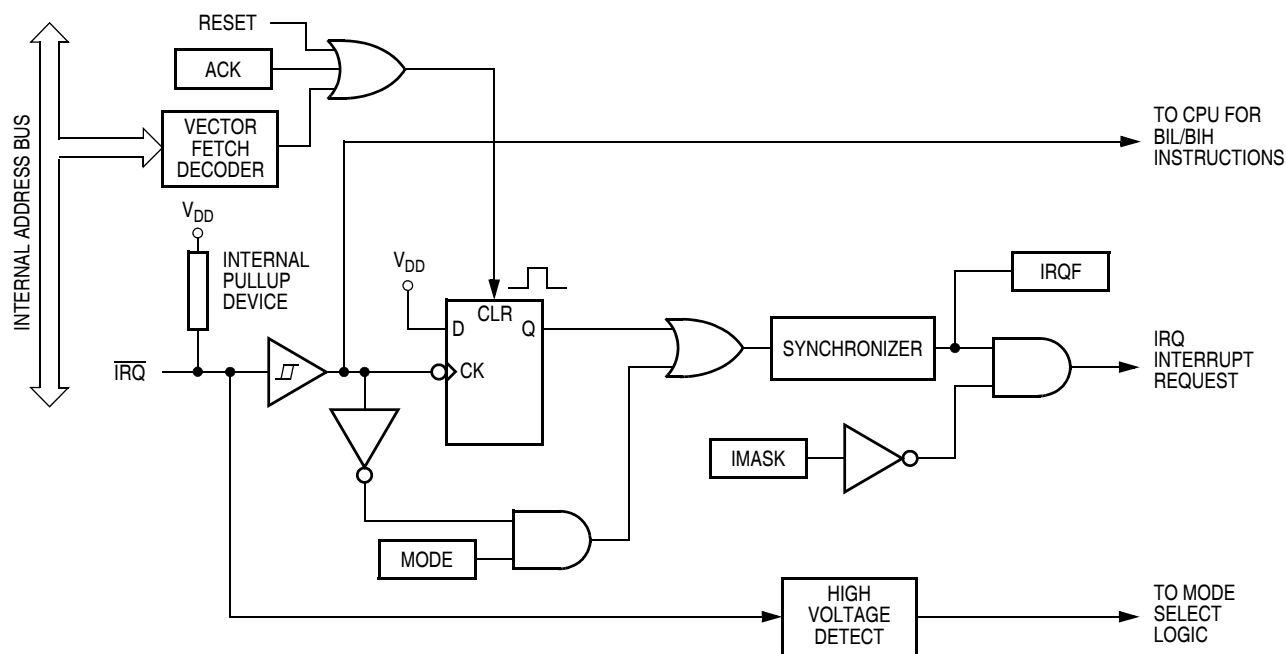 RESET
ACK
VECTOR
FETCH
DECODER
INTERNAL ADDRESS BUS
TO CPU FOR
BIL/BIH
INSTRUCTIONS
VDD
INTERNAL
PULLUP
DEVICE
VDD
D
CLR
Q
CK
IRQ
SYNCHRONIZER
IRQF
IRQ
INTERRUPT
REQUEST
IMASK
MODE
HIGH
VOLTAGE
DETECT
TO MODE
SELECT
LOGIC